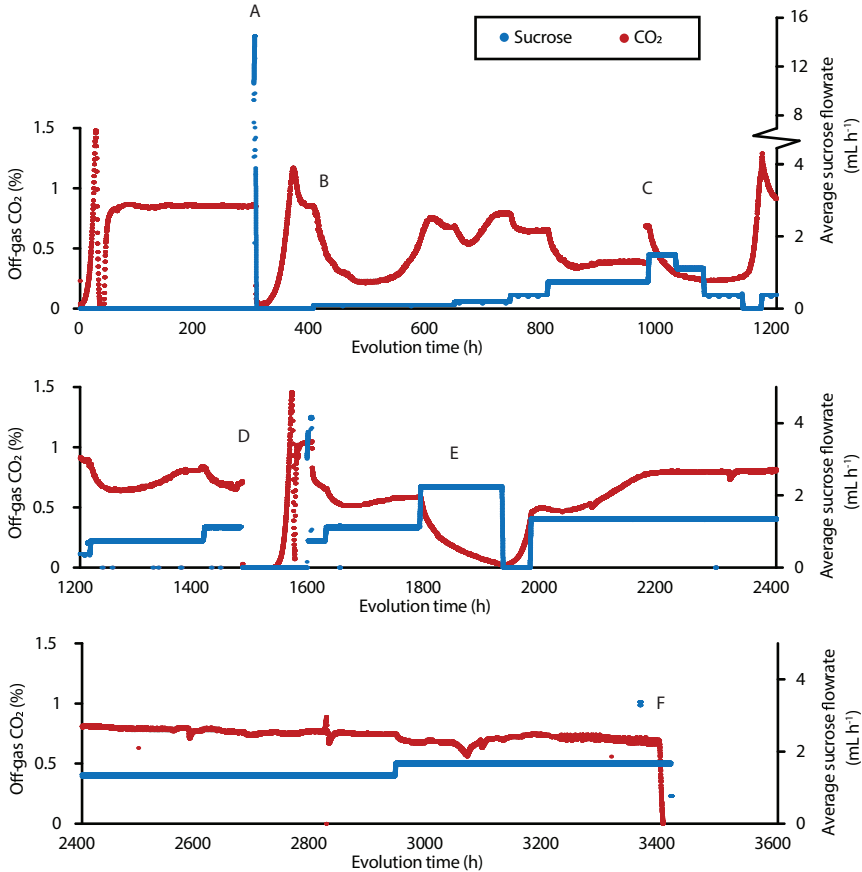 A
Sucrose CO₂
16
14
12
10
8
4
2
0
Average sucrose flowrate
(mL h⁻¹)
1.5
1
0.5
0
Off-gas CO₂ (%)
B
C
0 200 400 600 800 1000 1200
Evolution time (h)
1.5
1
0.5
0
Off-gas CO₂ (%)
D
E
4
2
0
Average sucrose flowrate
(mL h⁻¹)
1200 1400 1600 1800 2000 2200 2400
Evolution time (h)
1.5
1
0.5
0
Off-gas CO₂ (%)
F
4
2
0
Average sucrose flowrate
(mL h⁻¹)
2400 2600 2800 3000 3200 3400 3600
Evolution time (h)